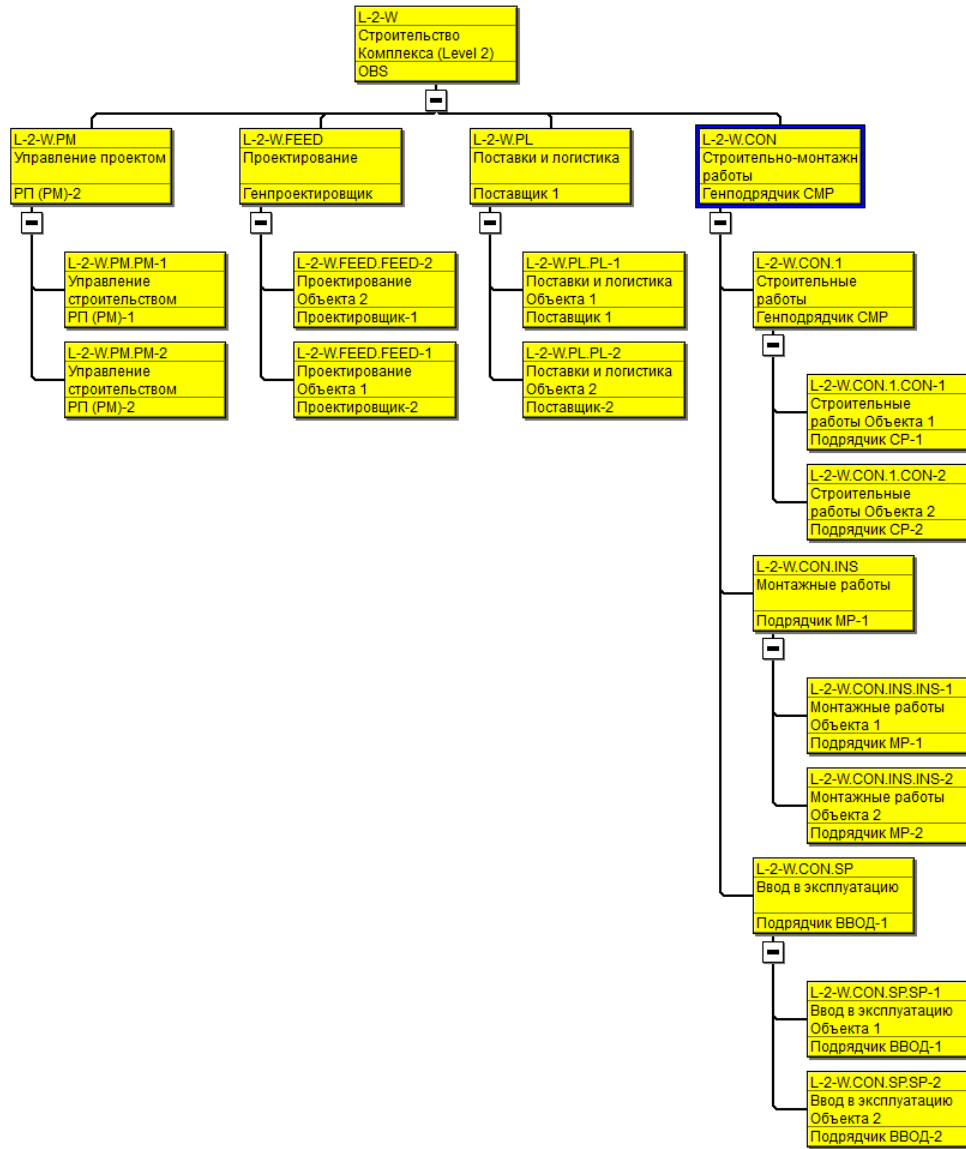 L-2-W
Строительство
Комплекса (Level 2)
OBS
L-2-W.PM
Управление проектом
РП (PM)-2
L-2-W.FEED
Проектирование
Генпроектировщик
L-2-W.PL
Поставки и логистика
Поставщик 1
L-2-W.CON
Строительно-монтажн
работы
Генподрядчик СМР
L-2-W.PM.PM-1
Управление
строительством
РП (PM)-1
L-2-W.PM.PM-2
Управление
строительством
РП (PM)-2
L-2-W.FEED.FEED-2
Проектирование
Объекта 2
Проектировщик-1
L-2-W.FEED.FEED-1
Проектирование
Объекта 1
Проектировщик-2
L-2-W.PL.PL-1
Поставки и логистика
Объекта 1
Поставщик 1
L-2-W.PL.PL-2
Поставки и логистика
Объекта 2
Поставщик-2
L-2-W.CON.1
Строительные
работы
Генподрядчик СМР
L-2-W.CON.1.CON-1
Строительные
работы Объекта 1
Подрядчик СР-1
L-2-W.CON.1.CON-2
Строительные
работы Объекта 2
Подрядчик СР-2
L-2-W.CON.INS
Монтажные работы
Подрядчик МР-1
L-2-W.CON.INS.INS-1
Монтажные работы
Объекта 1
Подрядчик МР-1
L-2-W.CON.INS.INS-2
Монтажные работы
Объекта 2
Подрядчик МР-2
L-2-W.CON.SP
Ввод в эксплуатацию
Подрядчик ВВОД-1
L-2-W.CON.SP.SP-1
Ввод в эксплуатацию
Объекта 1
Подрядчик ВВОД-1
L-2-W.CON.SP.SP-2
Ввод в эксплуатацию
Объекта 2
Подрядчик ВВОД-2